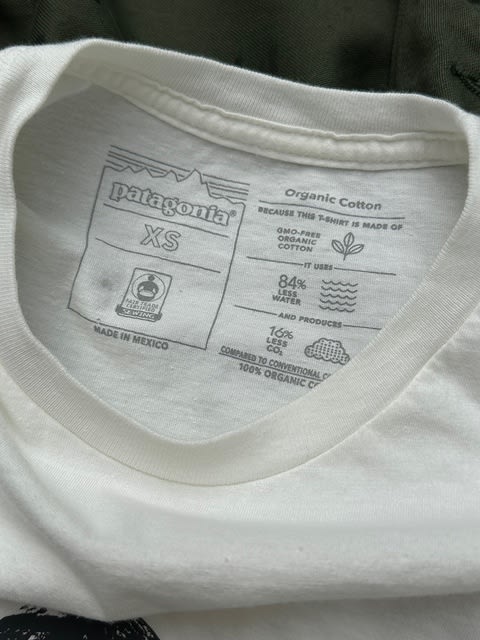 patagonia®
XS
FAIR TRADE
CERTIFIED
SEWING
MADE IN MEXICO
Organic Cotton
BECAUSE THIS T-SHIRT IS MADE OF
GMO-FREE
ORGANIC
COTTON
IT USES
84%
LESS
WATER
AND PRODUCES
16%
LESS
CO₂
COMPARED TO CONVENTIONAL
100% ORGANIC